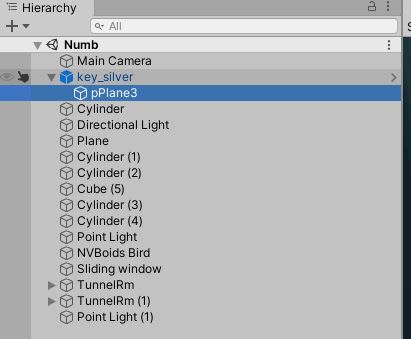 Hierarchy
All
Numb
Main Camera
key_silver
pPlane3
Cylinder
Directional Light
Plane
Cylinder (1)
Cylinder (2)
Cube (5)
Cylinder (3)
Cylinder (4)
Point Light
NVBoids Bird
Sliding window
TunnelRm
TunnelRm (1)
Point Light (1)